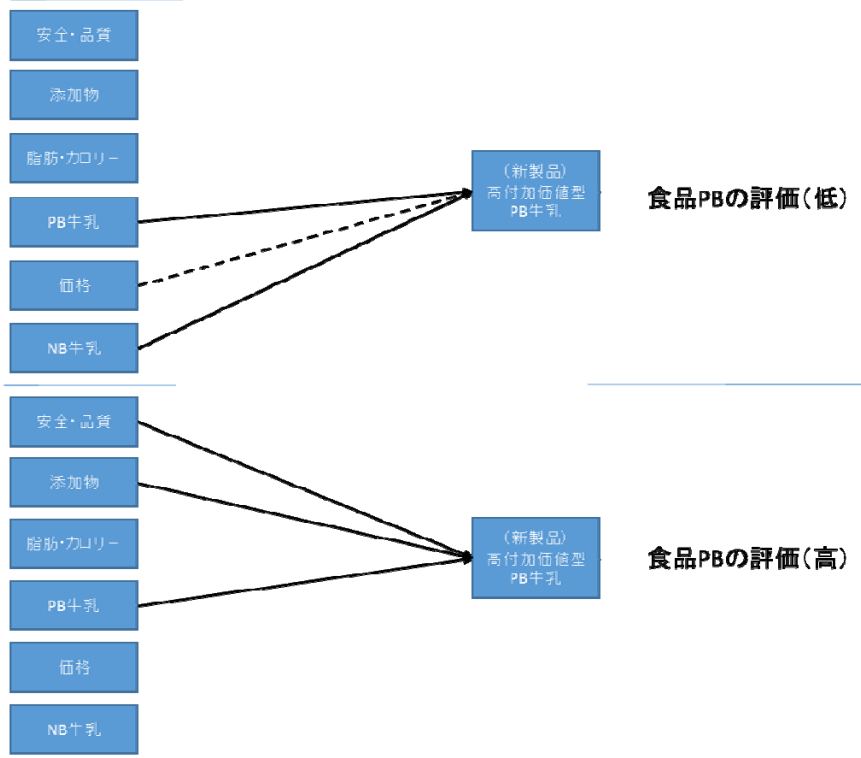 安全・品質
添加物
脂肪・カロリー
PB牛乳
価格
NB牛乳
(新製品)
高付加価値型
PB牛乳
食品PBの評価(低)
安全・品質
添加物
脂肪・カロリー
PB牛乳
価格
NB牛乳
(新製品)
高付加価値型
PB牛乳
食品PBの評価(高)